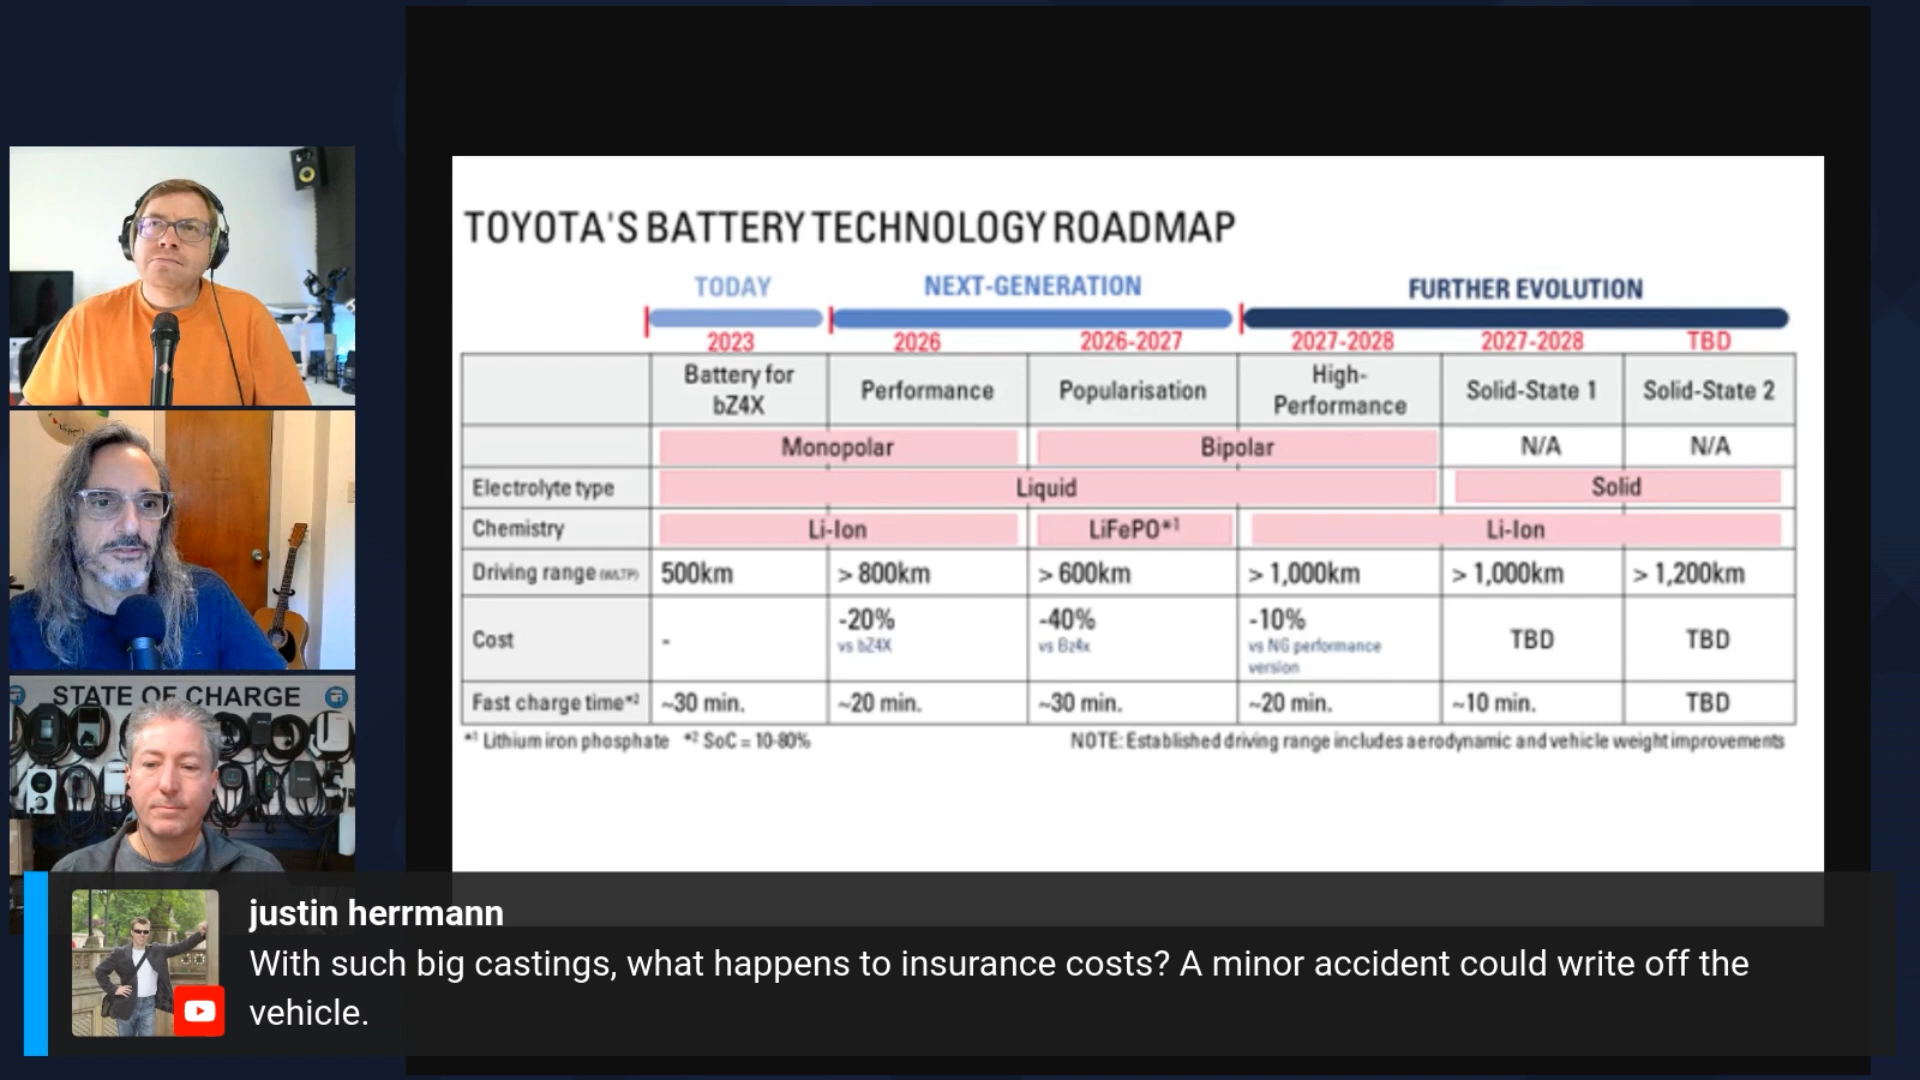 TOYOTA'S BATTERY TECHNOLOGY ROADMAP
TODAY NEXT-GENERATION FURTHER EVOLUTION
2023 2026 2026-2027 2027-2028 2027-2028 TBD
Battery for bZ4X Performance Popularisation High-Performance Solid-State 1 Solid-State 2
Monopolar Bipolar N/A N/A
Electrolyte type Liquid Solid
Chemistry Li-Ion LiFePO*1 Li-Ion
Driving range (WLTP) 500km > 800km > 600km > 1,000km > 1,000km > 1,200km
Cost - -20% vs bZ4X -40% vs Bz4x -10% vs NG performance version TBD TBD
Fast charge time*2 ~30 min. ~20 min. ~30 min. ~20 min. ~10 min. TBD
*1 Lithium iron phosphate *2 SoC = 10-80% NOTE: Established driving range includes aerodynamic and vehicle weight improvements
STATE OF CHARGE
justin herrmann
With such big castings, what happens to insurance costs? A minor accident could write off the
vehicle.